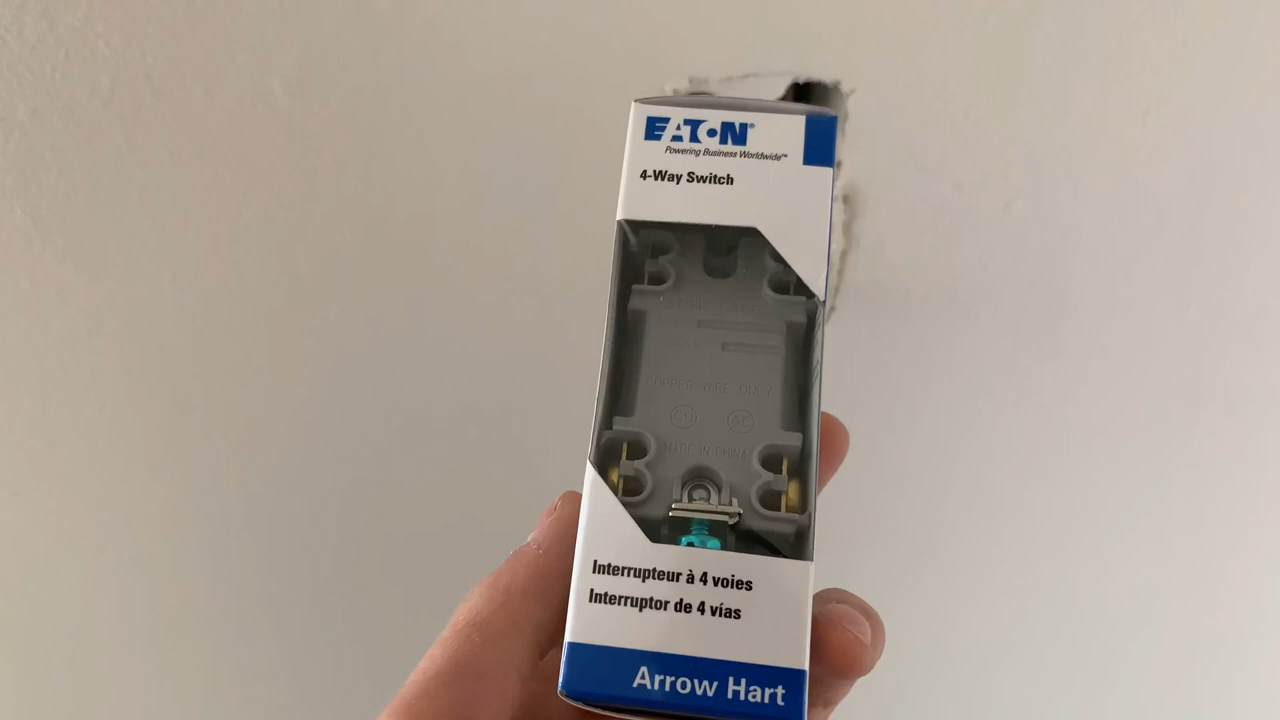 EATON®
Powering Business Worldwide™
4-Way Switch
COPPER WIRE ONLY
MADE IN CHINA
Interrupteur à 4 voies
Interruptor de 4 vías
Arrow Hart